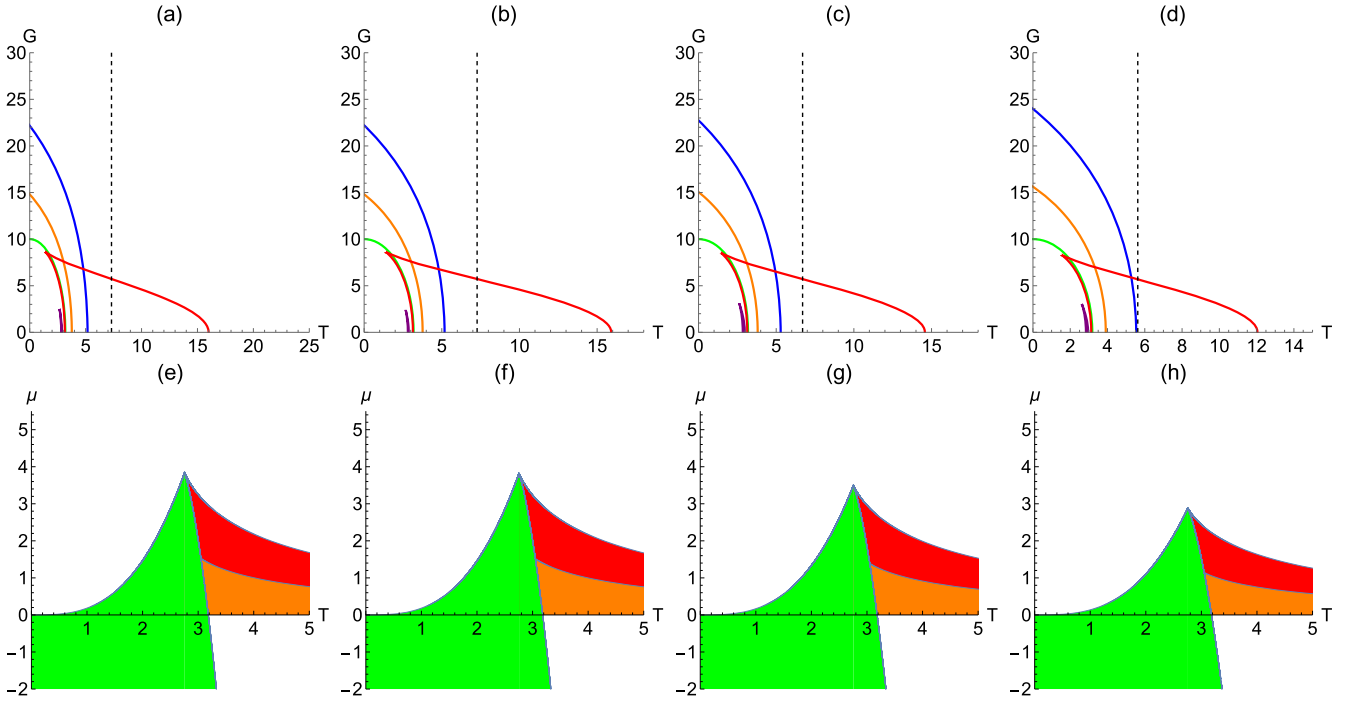 (a) (b) (c) (d)
G G G G
30 30 30 30
25 25 25 25
20 20 20 20
15 15 15 15
10 10 10 10
5 5 5 5
0 0 0 0
0 5 10 15 20 25 T 0 5 10 15 T 0 5 10 15 T 0 2 4 6 8 10 12 14 T
(e) (f) (g) (h)
μ μ μ μ
5 5 5 5
4 4 4 4
3 3 3 3
2 2 2 2
1 1 1 1
0 T 0 T 0 T 0 T
1 2 3 4 5 1 2 3 4 5 1 2 3 4 5 1 2 3 4 5
−1 −1 −1 −1
−2 −2 −2 −2